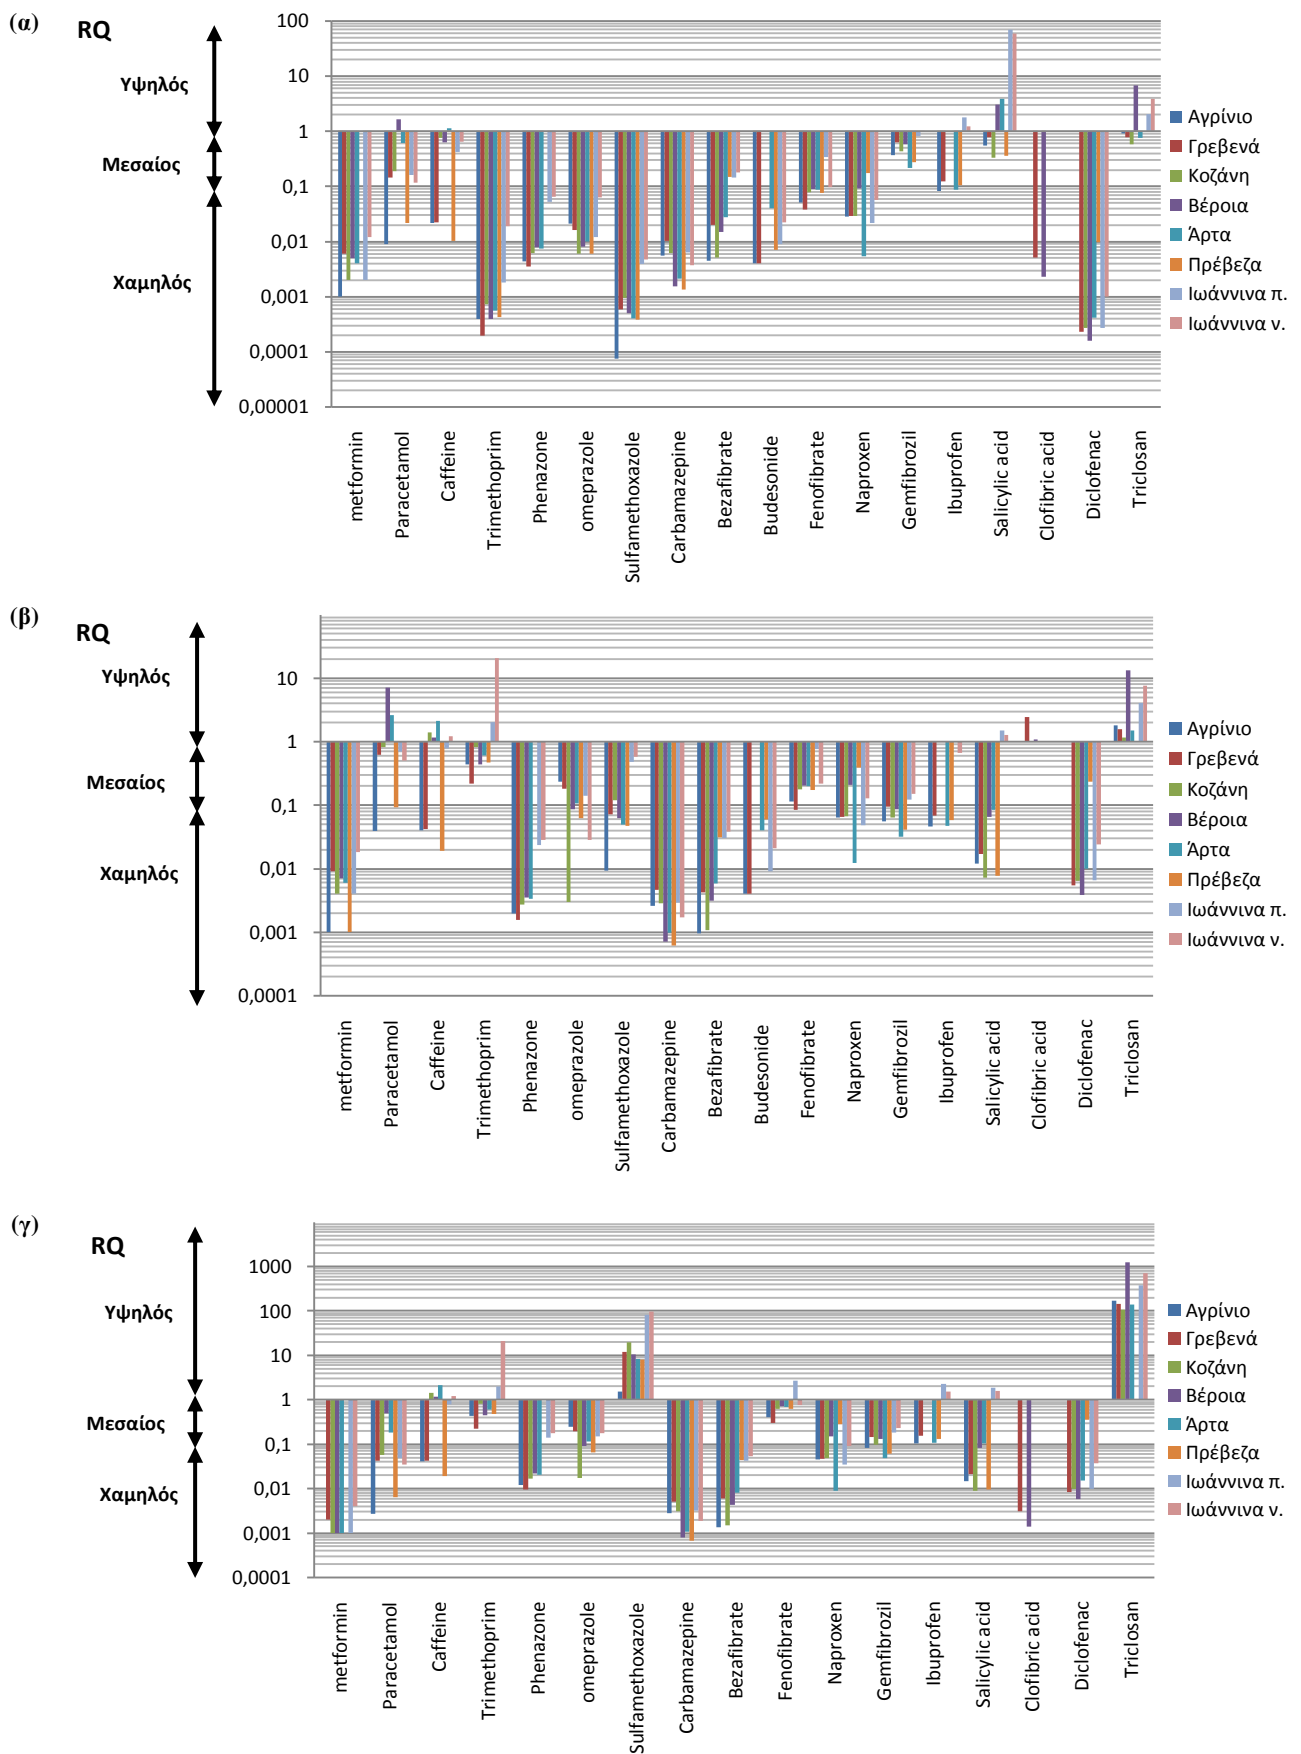 (α)
RQ
Υψηλός
Μεσαίος
Χαμηλός
100
10
1
0,1
0,01
0,001
0,0001
0,00001
metformin
Paracetamol
Caffeine
Trimethoprim
Phenazone
omeprazole
Sulfamethoxazole
Carbamazepine
Bezafibrate
Budesonide
Fenofibrate
Naproxen
Gemfibrozil
Ibuprofen
Salicylic acid
Clofibric acid
Diclofenac
Triclosan
Αγρίνιο
Γρεβενά
Κοζάνη
Βέροια
Άρτα
Πρέβεζα
Ιωάννινα π.
Ιωάννινα ν.
(β)
RQ
Υψηλός
Μεσαίος
Χαμηλός
10
1
0,1
0,01
0,001
0,0001
metformin
Paracetamol
Caffeine
Trimethoprim
Phenazone
omeprazole
Sulfamethoxazole
Carbamazepine
Bezafibrate
Budesonide
Fenofibrate
Naproxen
Gemfibrozil
Ibuprofen
Salicylic acid
Clofibric acid
Diclofenac
Triclosan
Αγρίνιο
Γρεβενά
Κοζάνη
Βέροια
Άρτα
Πρέβεζα
Ιωάννινα π.
Ιωάννινα ν.
(γ)
RQ
Υψηλός
Μεσαίος
Χαμηλός
1000
100
10
1
0,1
0,01
0,001
0,0001
metformin
Paracetamol
Caffeine
Trimethoprim
Phenazone
omeprazole
Sulfamethoxazole
Carbamazepine
Bezafibrate
Fenofibrate
Naproxen
Gemfibrozil
Ibuprofen
Salicylic acid
Clofibric acid
Diclofenac
Triclosan
Αγρίνιο
Γρεβενά
Κοζάνη
Βέροια
Άρτα
Πρέβεζα
Ιωάννινα π.
Ιωάννινα ν.